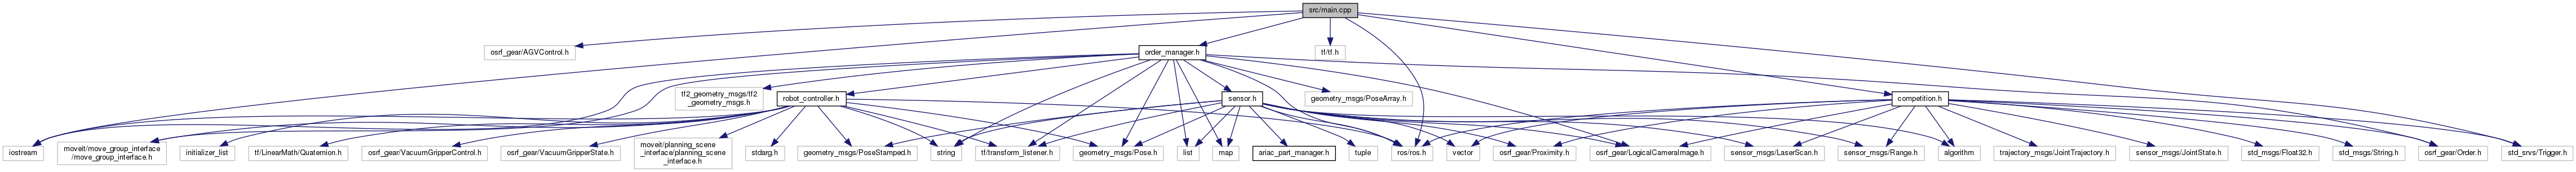 src/main.cpp
osrf_gear/AGVControl.h
order_manager.h
tf/tf.h
tf2_geometry_msgs/tf2
_geometry_msgs.h
robot_controller.h
sensor.h
geometry_msgs/PoseArray.h
competition.h
iostream
moveit/move_group_interface
/move_group_interface.h
initializer_list
tf/LinearMath/Quaternion.h
osrf_gear/VacuumGripperControl.h
osrf_gear/VacuumGripperState.h
moveit/planning_scene
_interface/planning_scene
_interface.h
stdarg.h
geometry_msgs/PoseStamped.h
string
tf/transform_listener.h
geometry_msgs/Pose.h
list
map
ariac_part_manager.h
tuple
ros/ros.h
vector
osrf_gear/Proximity.h
osrf_gear/LogicalCameraImage.h
sensor_msgs/LaserScan.h
sensor_msgs/Range.h
algorithm
trajectory_msgs/JointTrajectory.h
sensor_msgs/JointState.h
std_msgs/Float32.h
std_msgs/String.h
osrf_gear/Order.h
std_srvs/Trigger.h